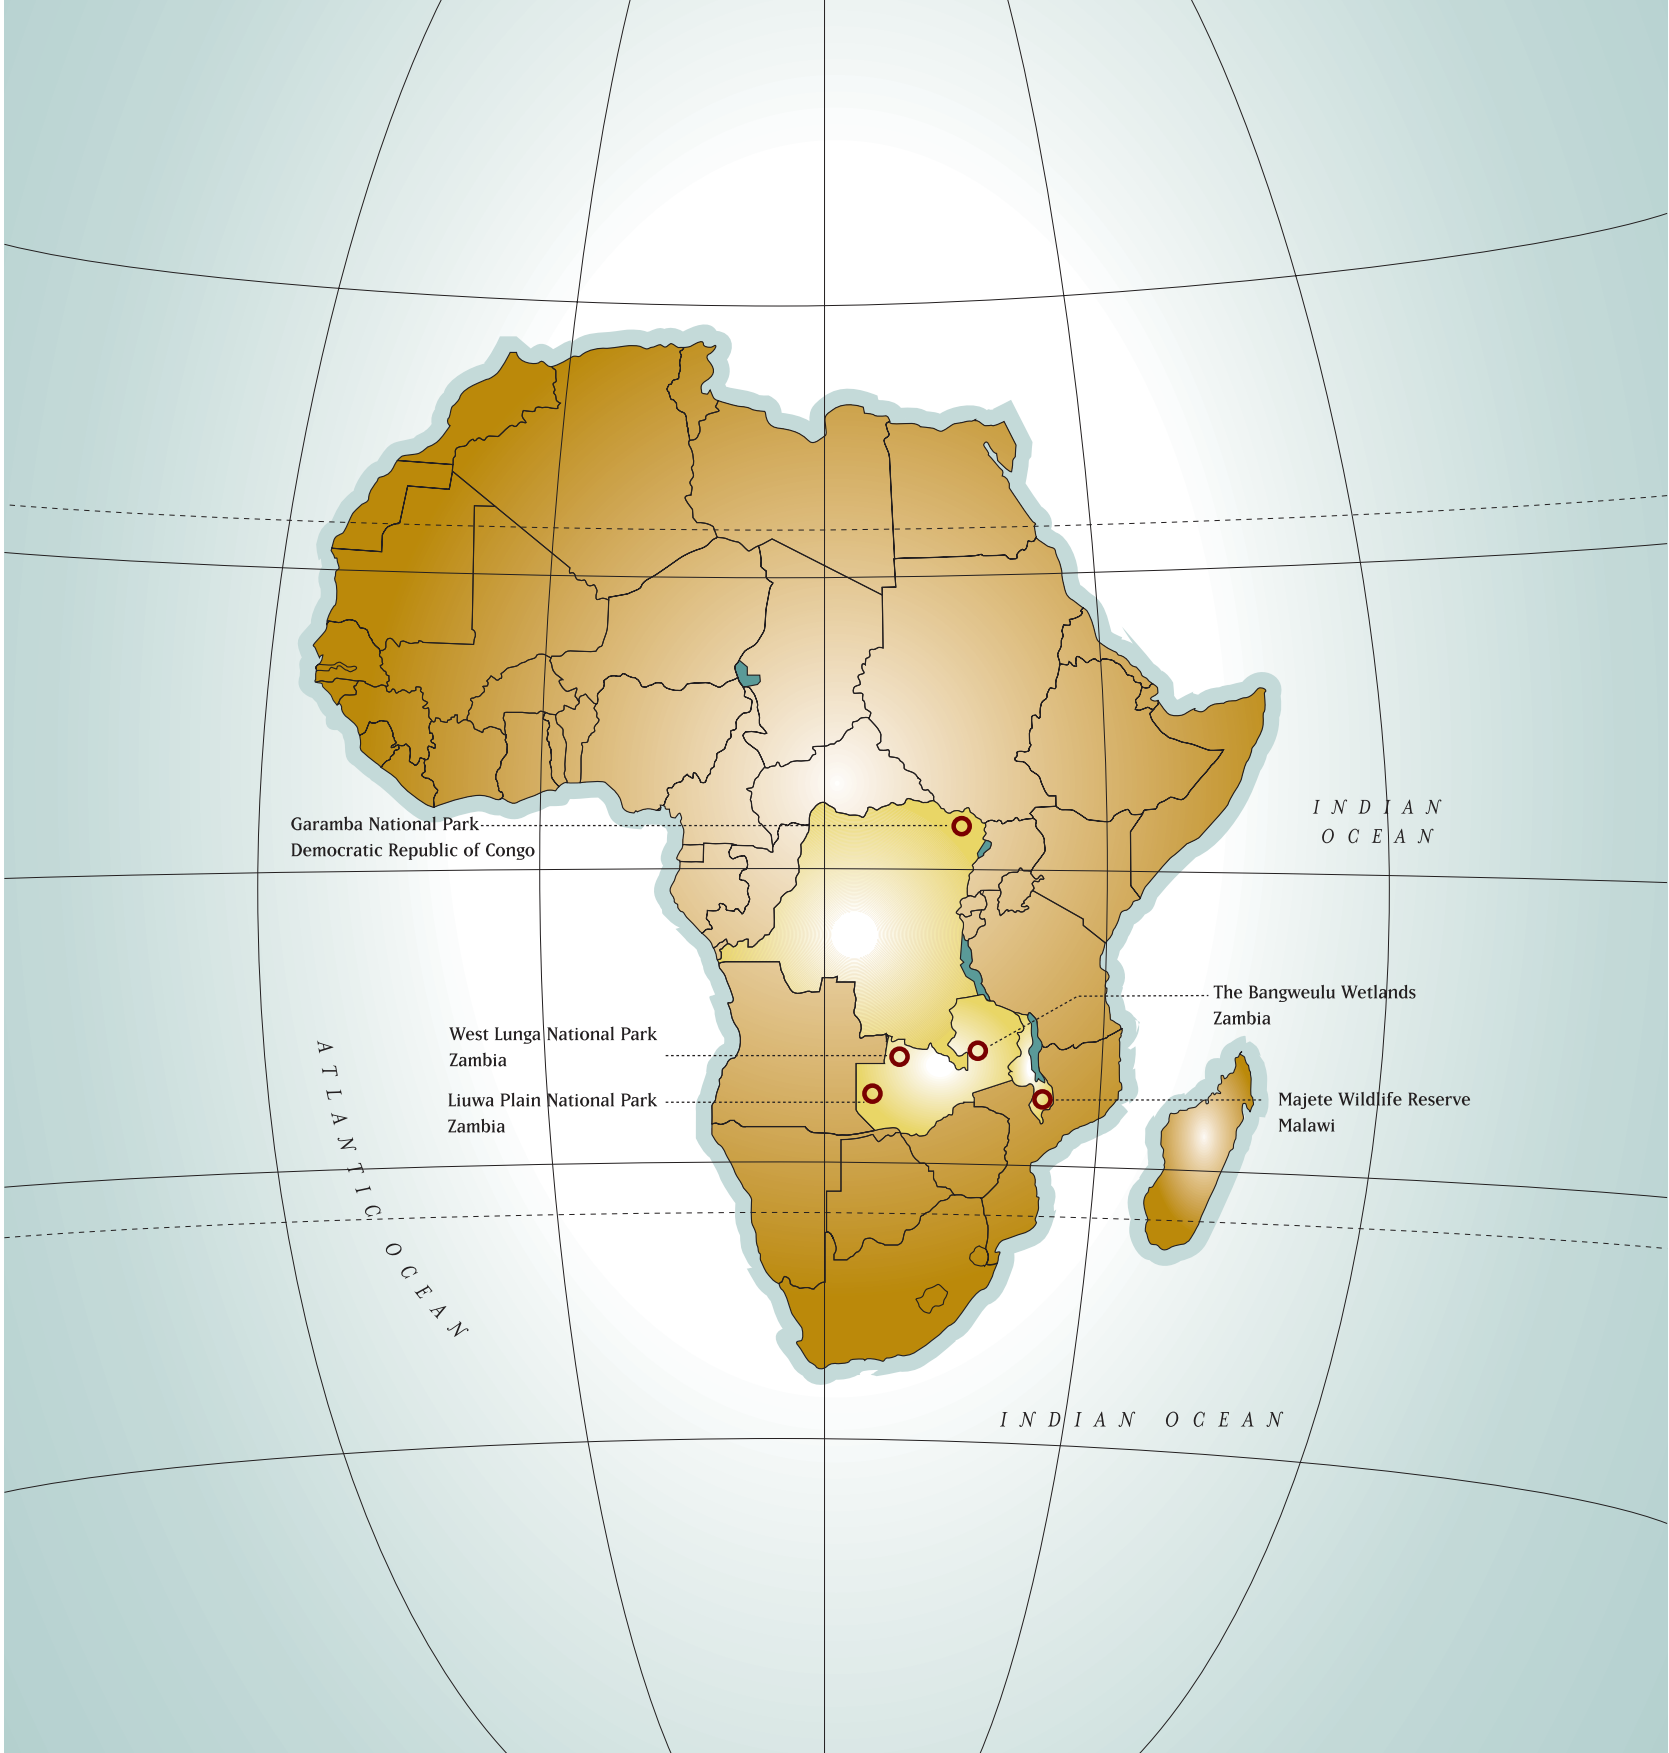 Garamba National Park
Democratic Republic of Congo
INDIAN
OCEAN
The Bangweulu Wetlands
Zambia
West Lunga National Park
Zambia
Liuwa Plain National Park
Zambia
Majete Wildlife Reserve
Malawi
ATLANTIC OCEAN
INDIAN OCEAN